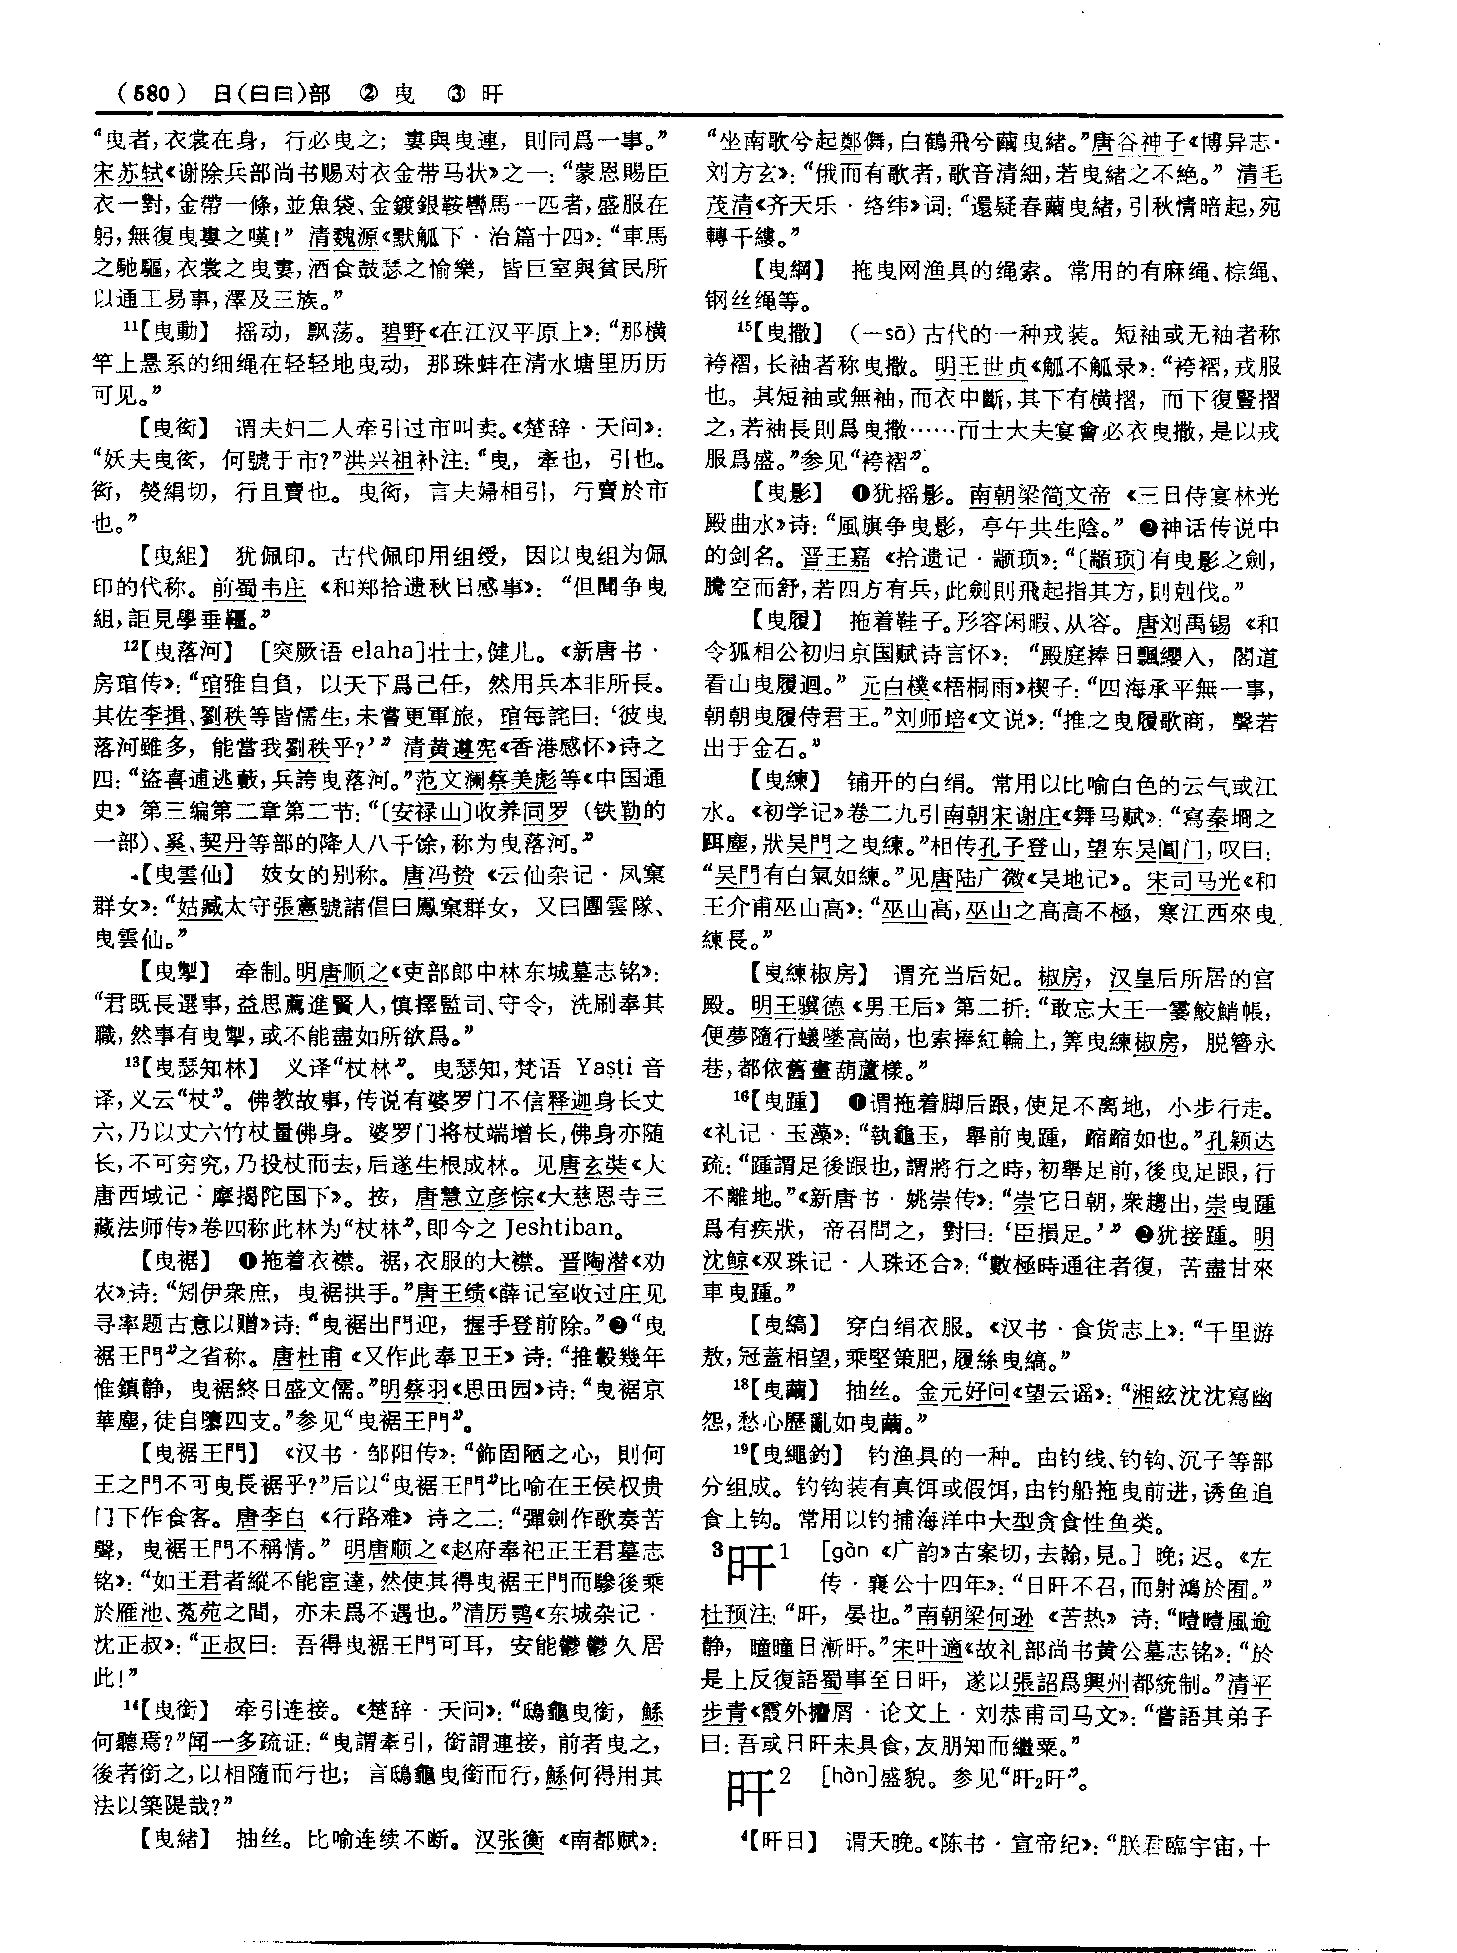 (580) 日(曰㫐)部 ② 曳 ③ 旰
“曳者,衣裳在身,行必曳之;婁與曳連,則同爲一事。”
宋苏轼《谢除兵部尚书赐对衣金带马状》之一:“蒙恩賜臣
衣一對,金帶一條,並魚袋、金鍍銀鞍轡馬一匹者,盛服在
躬,無復曳婁之嘆!” 清魏源《默觚下·治篇十四》:“車馬
之馳驅,衣裳之曳婁,酒食鼓瑟之愉樂,皆巨室與貧民所
以通工易事,澤及三族。”
11【曳動】 摇动,飘荡。碧野《在江汉平原上》:“那横
竿上悬系的细绳在轻轻地曳动,那珠蚌在清水塘里历历
可见。”
【曳衒】 谓夫妇二人牵引过市叫卖。《楚辞·天问》:
“妖夫曳衒,何號于市?”洪兴祖补注:“曳,牽也,引也。
衒,熒絹切,行且賣也。曳衒,言夫婦相引,行賣於市
也。”
【曳組】 犹佩印。古代佩印用组绶,因以曳组为佩
印的代称。前蜀韦庄《和郑拾遗秋日感事》:“但聞争曳
組,詎見學垂韁。”
12【曳落河】 [突厥语 elaha]壮士,健儿。《新唐书·
房琯传》:“琯雅自負,以天下爲己任,然用兵本非所長。
其佐李揖、劉秩等皆儒生,未嘗更軍旅,琯每詫曰:‘彼曳
落河雖多,能當我劉秩乎?’” 清黄遵宪《香港感怀》诗之
四:“盜喜逋逃藪,兵誇曳落河。”范文澜蔡美彪等《中国通
史》第三编第二章第二节:“〔安禄山〕收养同罗(铁勒的
一部)、奚、契丹等部的降人八千馀,称为曳落河。”
【曳雲仙】 妓女的别称。唐冯贽《云仙杂记·凤窠
群女》:“姑臧太守張憲號諸倡曰鳳窠群女,又曰團雲隊、
曳雲仙。”
【曳掣】 牵制。明唐顺之《吏部郎中林东城墓志铭》:
“君既長選事,益思薦進賢人,慎擇監司、守令,洗刷奉其
職,然事有曳掣,或不能盡如所欲爲。”
13【曳瑟知林】 义译“杖林”。曳瑟知,梵语 Yaṣṭi 音
译,义云“杖”。佛教故事,传说有婆罗门不信释迦身长丈
六,乃以丈六竹杖量佛身。婆罗门将杖端增长,佛身亦随
长,不可穷究,乃投杖而去,后遂生根成林。见唐玄奘《大
唐西域记·摩揭陀国下》。按,唐慧立彦悰《大慈恩寺三
藏法师传》卷四称此林为“杖林”,即今之 Jeshtiban。
【曳裾】 ❶拖着衣襟。裾,衣服的大襟。晋陶潜《劝
农》诗:“矧伊衆庶,曳裾拱手。”唐王绩《薛记室收过庄见
寻率题古意以赠》诗:“曳裾出門迎,握手登前除。”❷“曳
裾王門”之省称。唐杜甫《又作此奉卫王》诗:“推轂幾年
惟鎮静,曳裾終日盛文儒。”明蔡羽《思田园》诗:“曳裾京
華塵,徒自隳四支。”参见“曳裾王門”。
【曳裾王門】 《汉书·邹阳传》:“飾固陋之心,則何
王之門不可曳長裾乎?”后以“曳裾王門”比喻在王侯权贵
门下作食客。唐李白《行路难》诗之二:“彈劍作歌奏苦
聲,曳裾王門不稱情。” 明唐顺之《赵府奉祀正王君墓志
铭》:“如王君者縱不能宦達,然使其得曳裾王門而驂後乘
於雁池、菟苑之間,亦未爲不遇也。”清厉鹗《东城杂记·
沈正叔》:“正叔曰:吾得曳裾王門可耳,安能鬱鬱久居
此!”
14【曳銜】 牵引连接。《楚辞·天问》:“鴟龜曳銜,鯀
何聽焉?”闻一多疏证:“曳謂牽引,銜謂連接,前者曳之,
後者銜之,以相隨而行也;言鴟龜曳銜而行,鯀何得用其
法以築隄哉?”
【曳緒】 抽丝。比喻连续不断。汉张衡《南都赋》:
“坐南歌兮起鄭儛,白鶴飛兮繭曳緒。”唐谷神子《博异志·
刘方玄》:“俄而有歌者,歌音清細,若曳緒之不絶。” 清毛
茂清《齐天乐·络纬》词:“還疑春繭曳緒,引秋情暗起,宛
轉千縷。”
【曳綱】 拖曳网渔具的绳索。常用的有麻绳、棕绳、
钢丝绳等。
15【曳撒】 (—sā)古代的一种戎装。短袖或无袖者称
袴褶,长袖者称曳撒。明王世贞《觚不觚录》:“袴褶,戎服
也。其短袖或無袖,而衣中斷,其下有横摺,而下復豎摺
之,若袖長則爲曳撒……而士大夫宴會必衣曳撒,是以戎
服爲盛。”参见“袴褶”。
【曳影】 ❶犹摇影。南朝梁简文帝《三日侍宴林光
殿曲水》诗:“風旗争曳影,亭午共生陰。” ❷神话传说中
的剑名。晋王嘉《拾遗记·颛顼》:“〔顓頊〕有曳影之劍,
騰空而舒,若四方有兵,此劍則飛起指其方,則剋伐。”
【曳履】 拖着鞋子。形容闲暇、从容。唐刘禹锡《和
令狐相公初归京国赋诗言怀》:“殿庭捧日飄纓入,閣道
看山曳履迴。” 元白樸《梧桐雨》楔子:“四海承平無一事,
朝朝曳履侍君王。”刘师培《文说》:“推之曳履歌商,聲若
出于金石。”
【曳練】 铺开的白绢。常用以比喻白色的云气或江
水。《初学记》卷二九引南朝宋谢庄《舞马赋》:“寫秦坰之
弭塵,狀吴門之曳練。”相传孔子登山,望东吴阊门,叹曰:
“吴門有白氣如練。”见唐陆广微《吴地记》。宋司马光《和
王介甫巫山高》:“巫山高,巫山之高高不極,寒江西來曳
練長。”
【曳練椒房】 谓充当后妃。椒房,汉皇后所居的宫
殿。明王骥德《男王后》第二折:“敢忘大王一霎鮫鮹帳,
便夢隨行蟻墜高崗,也索捧紅輪上,筭曳練椒房,脱簪永
巷,都依舊畫葫蘆樣。”
16【曳踵】 ❶谓拖着脚后跟,使足不离地,小步行走。
《礼记·玉藻》:“執龜玉,舉前曳踵,蹜蹜如也。”孔颖达
疏:“踵謂足後跟也,謂將行之時,初舉足前,後曳足跟,行
不離地。”《新唐书·姚崇传》:“崇它日朝,衆趨出,崇曳踵
爲有疾狀,帝召問之,對曰:‘臣損足。’” ❷犹接踵。明
沈鲸《双珠记·人珠还合》:“數極時通往者復,苦盡甘來
車曳踵。”
【曳縞】 穿白绢衣服。《汉书·食货志上》:“千里游
敖,冠蓋相望,乘堅策肥,履絲曳縞。”
18【曳繭】 抽丝。金元好问《望云谣》:“湘絃沈沈寫幽
怨,愁心歷亂如曳繭。”
19【曳繩釣】 钓渔具的一种。由钓线、钓钩、沉子等部
分组成。钓钩装有真饵或假饵,由钓船拖曳前进,诱鱼追
食上钩。常用以钓捕海洋中大型贪食性鱼类。
3 旰1 [gàn《广韵》古案切,去翰,見。]晚;迟。《左
传·襄公十四年》:“日旰不召,而射鴻於囿。”
杜预注:“旰,晏也。”南朝梁何逊《苦热》诗:“曀曀風逾
静,曈曈日漸旰。”宋叶適《故礼部尚书黄公墓志铭》:“於
是上反復語蜀事至日旰,遂以張詔爲興州都統制。”清平
步青《霞外攟屑·论文上·刘恭甫司马文》:“嘗語其弟子
曰:吾或日旰未具食,友朋知而繼粟。”
旰2 [hàn]盛貌。参见“旰2旰”。
4【旰日】 谓天晚。《陈书·宣帝纪》:“朕君臨宇宙,十